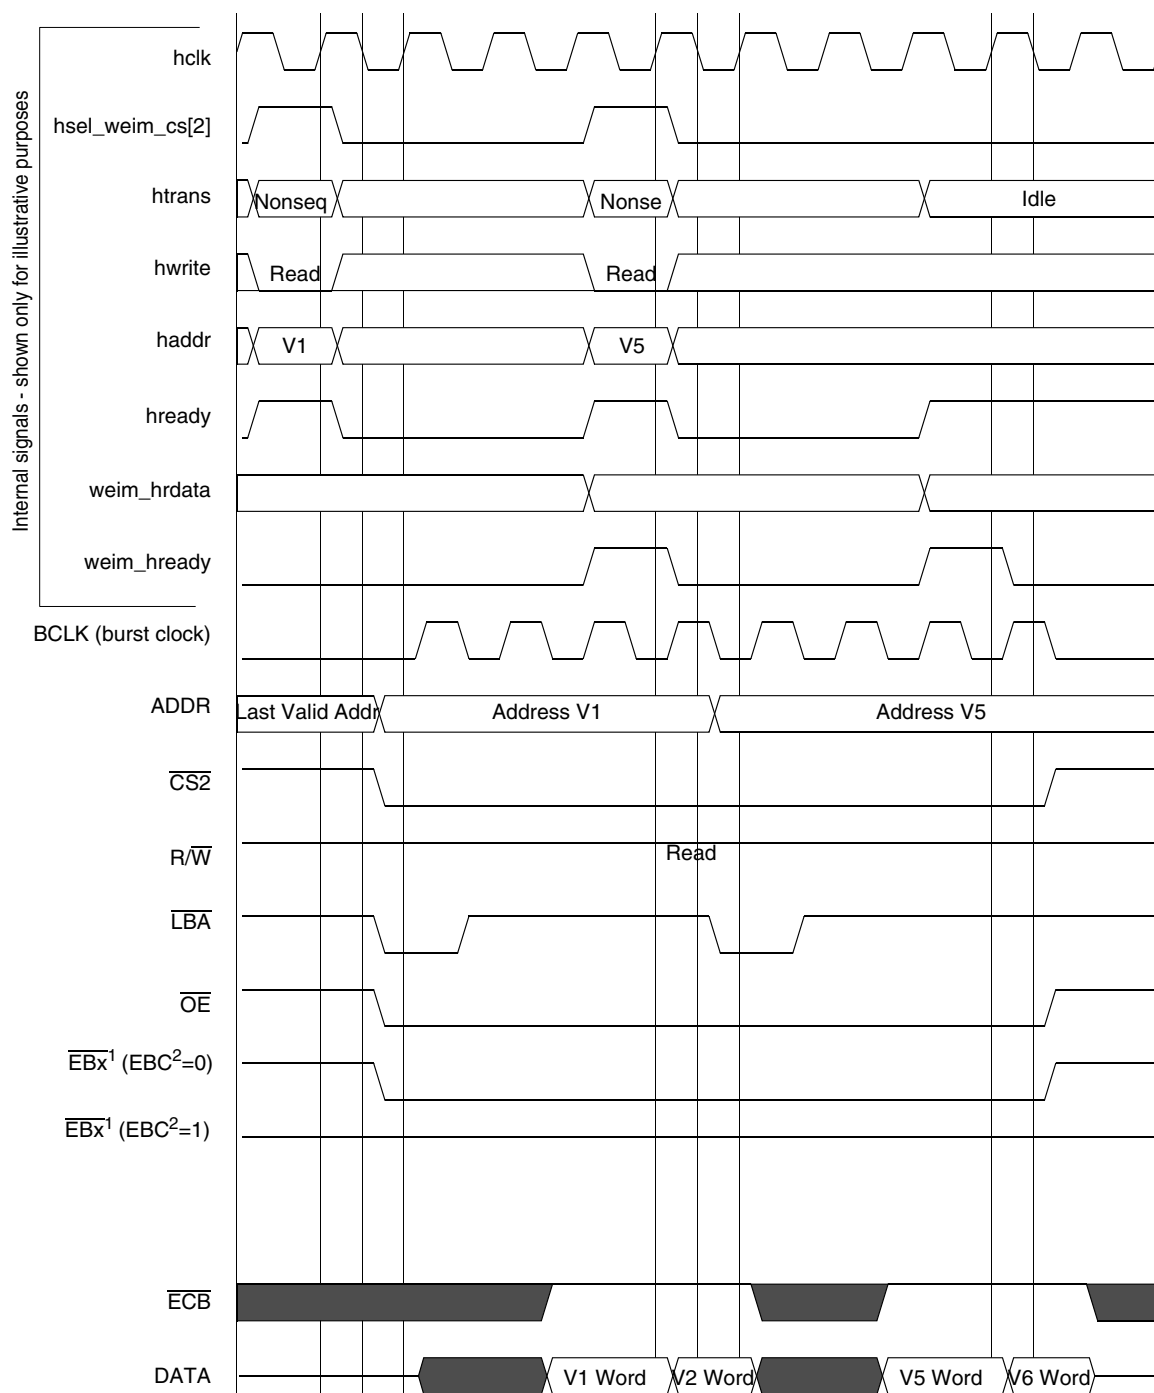 Internal signals - shown only for illustrative purposes
hclk
hsel_weim_cs[2]
htrans
Nonseq
Nonse
Idle
hwrite
Read
Read
haddr
V1
V5
hready
weim_hrdata
weim_hready
BCLK (burst clock)
ADDR
Last Valid Addr
Address V1
Address V5
CS2
R/W
Read
LBA
OE
EBx1 (EBC2=0)
EBx1 (EBC2=1)
ECB
DATA
V1 Word
V2 Word
V5 Word
V6 Word